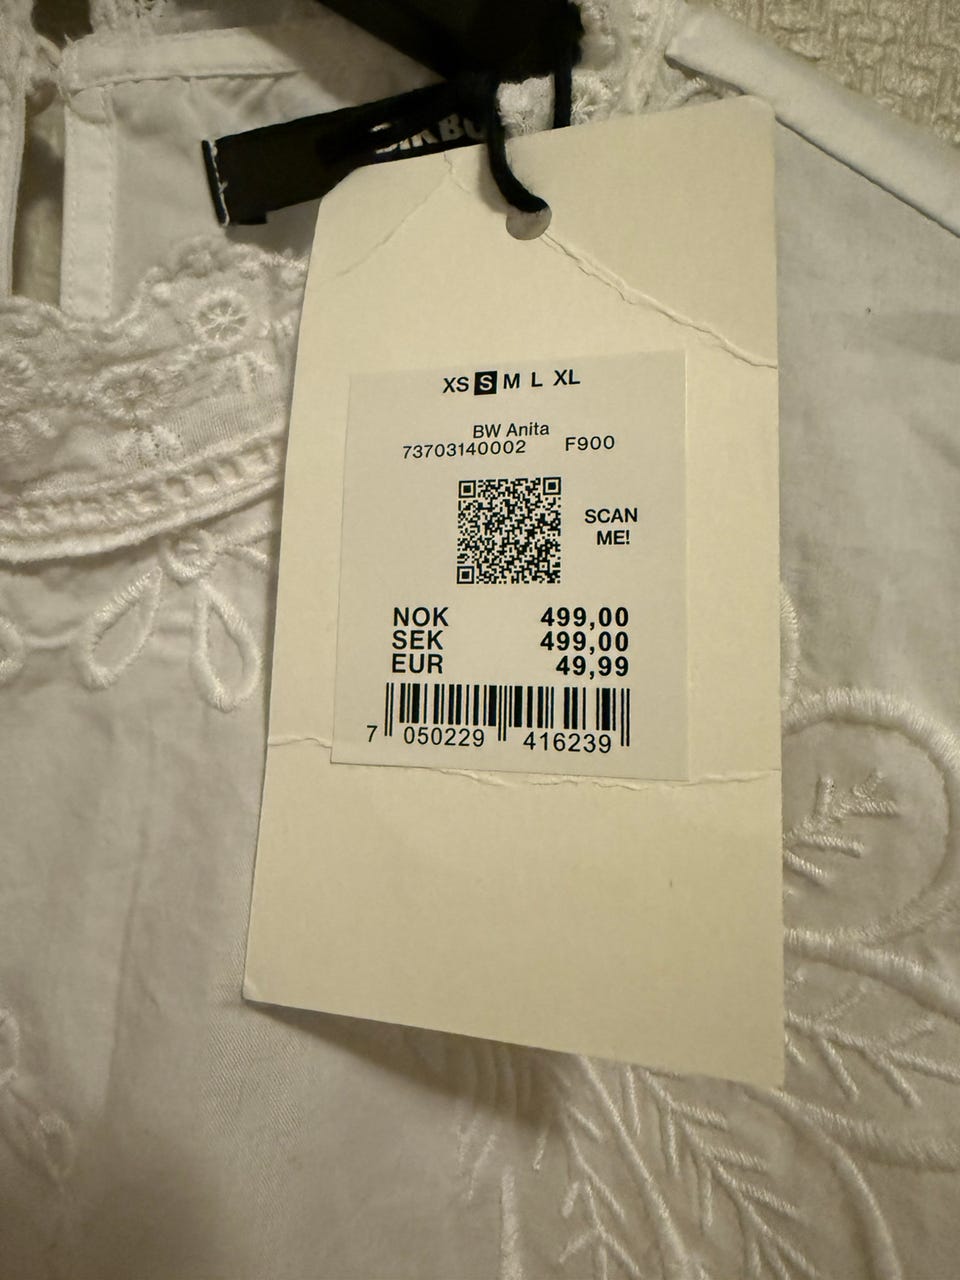 XS S M L XL
BW Anita
73703140002 F900
SCAN
ME!
NOK 499,00
SEK 499,00
EUR 49,99
7 050229 416239